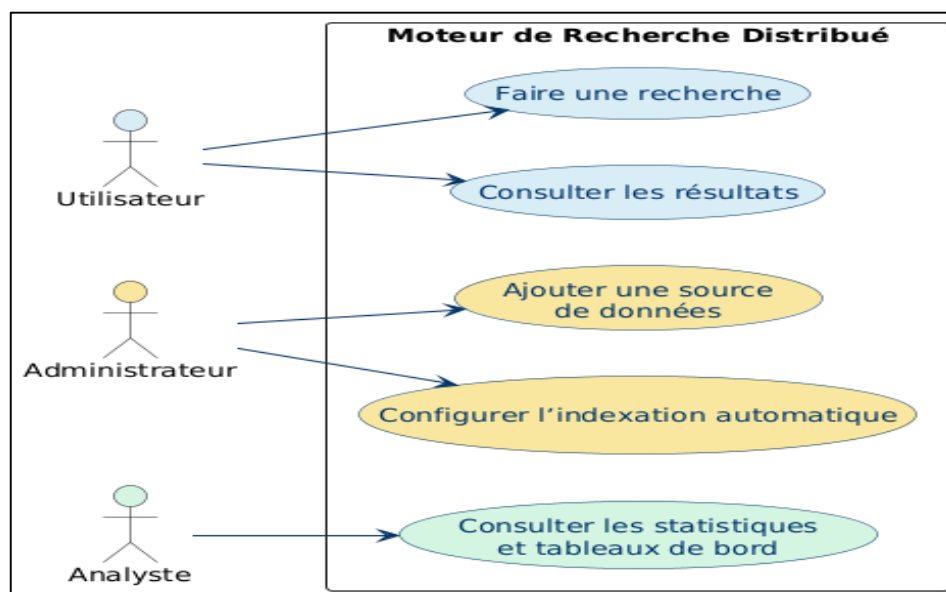 Moteur de Recherche Distribué
Faire une recherche
Utilisateur
Consulter les résultats
Ajouter une source
de données
Administrateur
Configurer l’indexation automatique
Consulter les statistiques
et tableaux de bord
Analyste